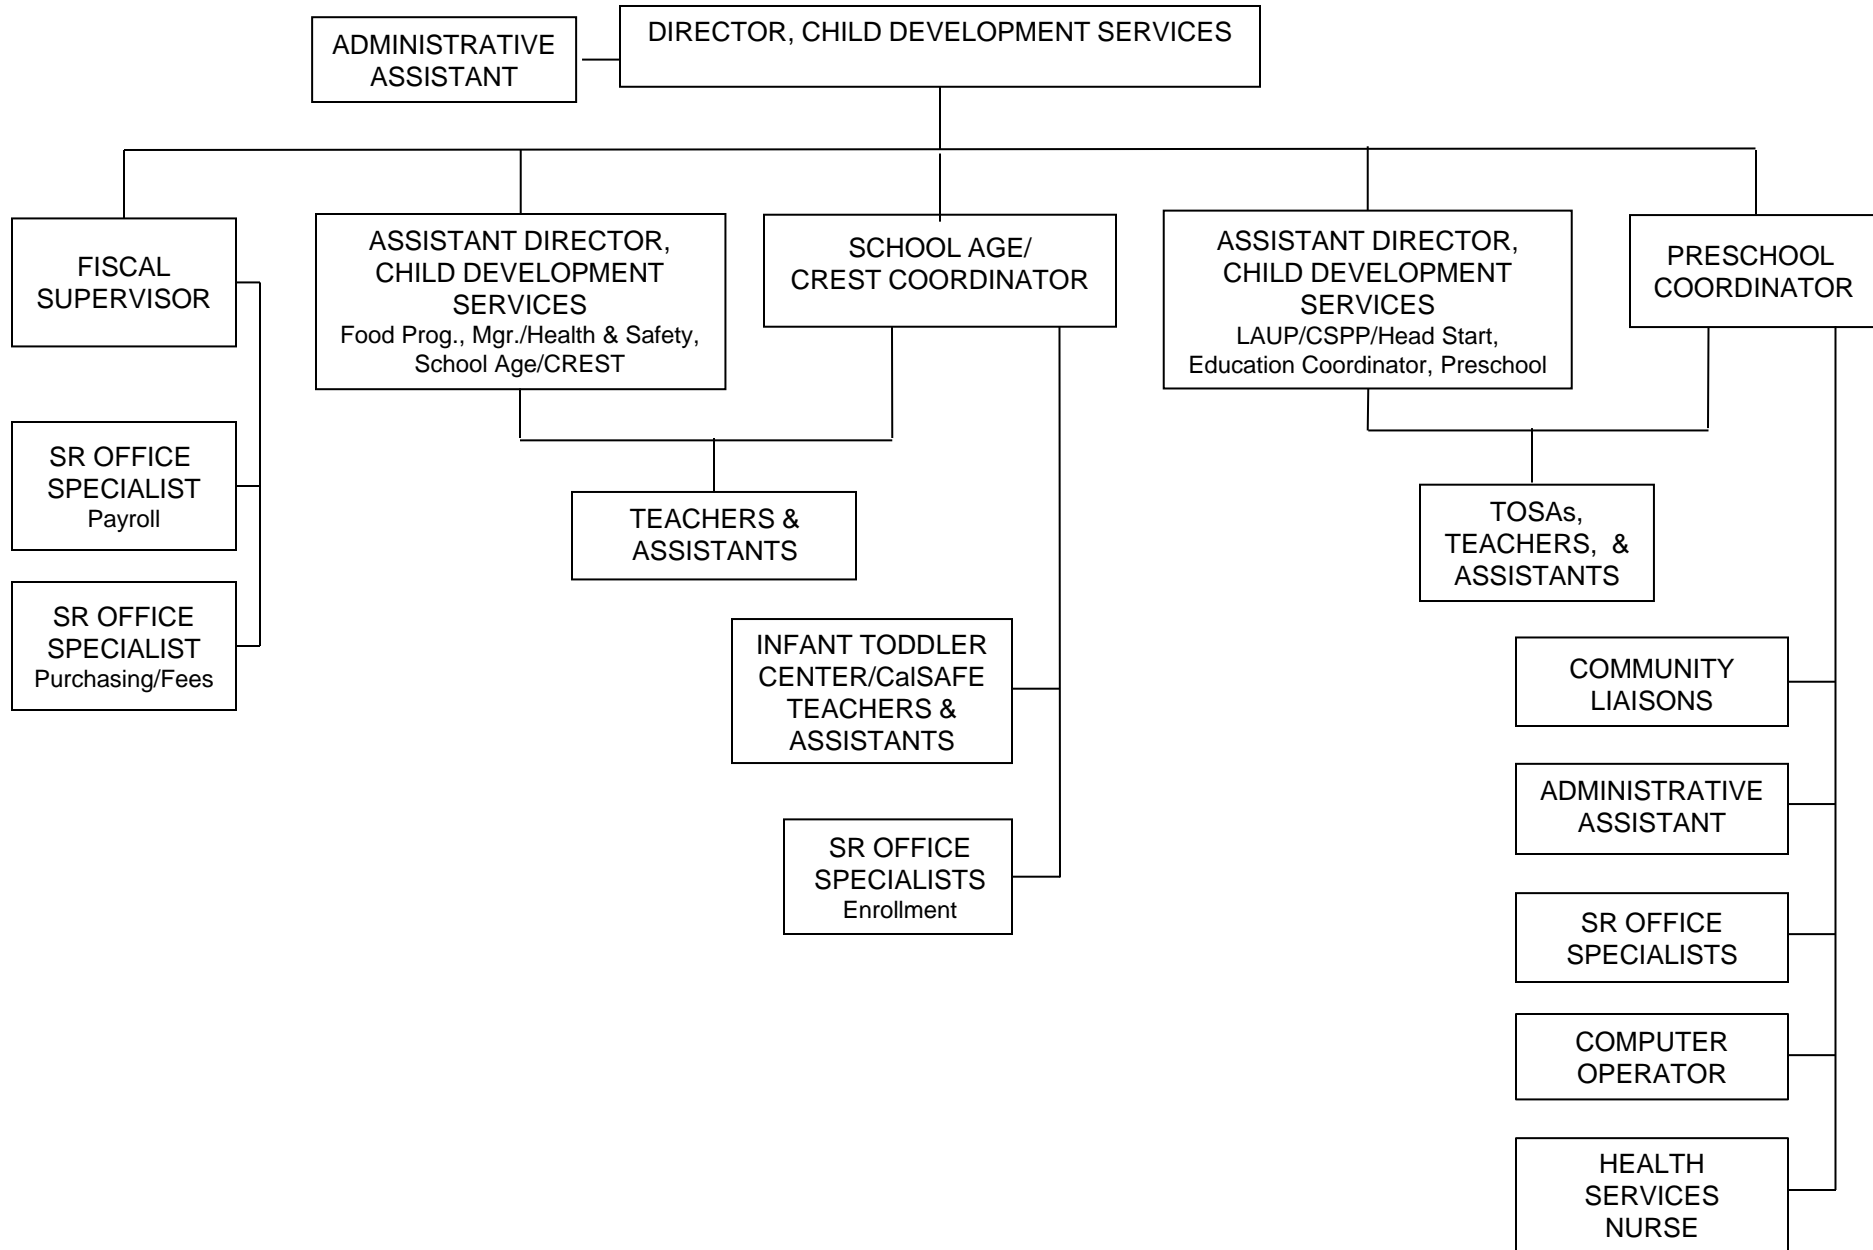 ADMINISTRATIVE
ASSISTANT
DIRECTOR, CHILD DEVELOPMENT SERVICES
FISCAL
SUPERVISOR
ASSISTANT DIRECTOR,
CHILD DEVELOPMENT
SERVICES
Food Prog., Mgr./Health & Safety,
School Age/CREST
SCHOOL AGE/
CREST COORDINATOR
ASSISTANT DIRECTOR,
CHILD DEVELOPMENT
SERVICES
LAUP/CSPP/Head Start,
Education Coordinator, Preschool
PRESCHOOL
COORDINATOR
SR OFFICE
SPECIALIST
Payroll
SR OFFICE
SPECIALIST
Purchasing/Fees
TEACHERS &
ASSISTANTS
INFANT TODDLER
CENTER/CalSAFE
TEACHERS &
ASSISTANTS
SR OFFICE
SPECIALISTS
Enrollment
TOSAs,
TEACHERS, &
ASSISTANTS
COMMUNITY
LIAISONS
ADMINISTRATIVE
ASSISTANT
SR OFFICE
SPECIALISTS
COMPUTER
OPERATOR
HEALTH
SERVICES
NURSE